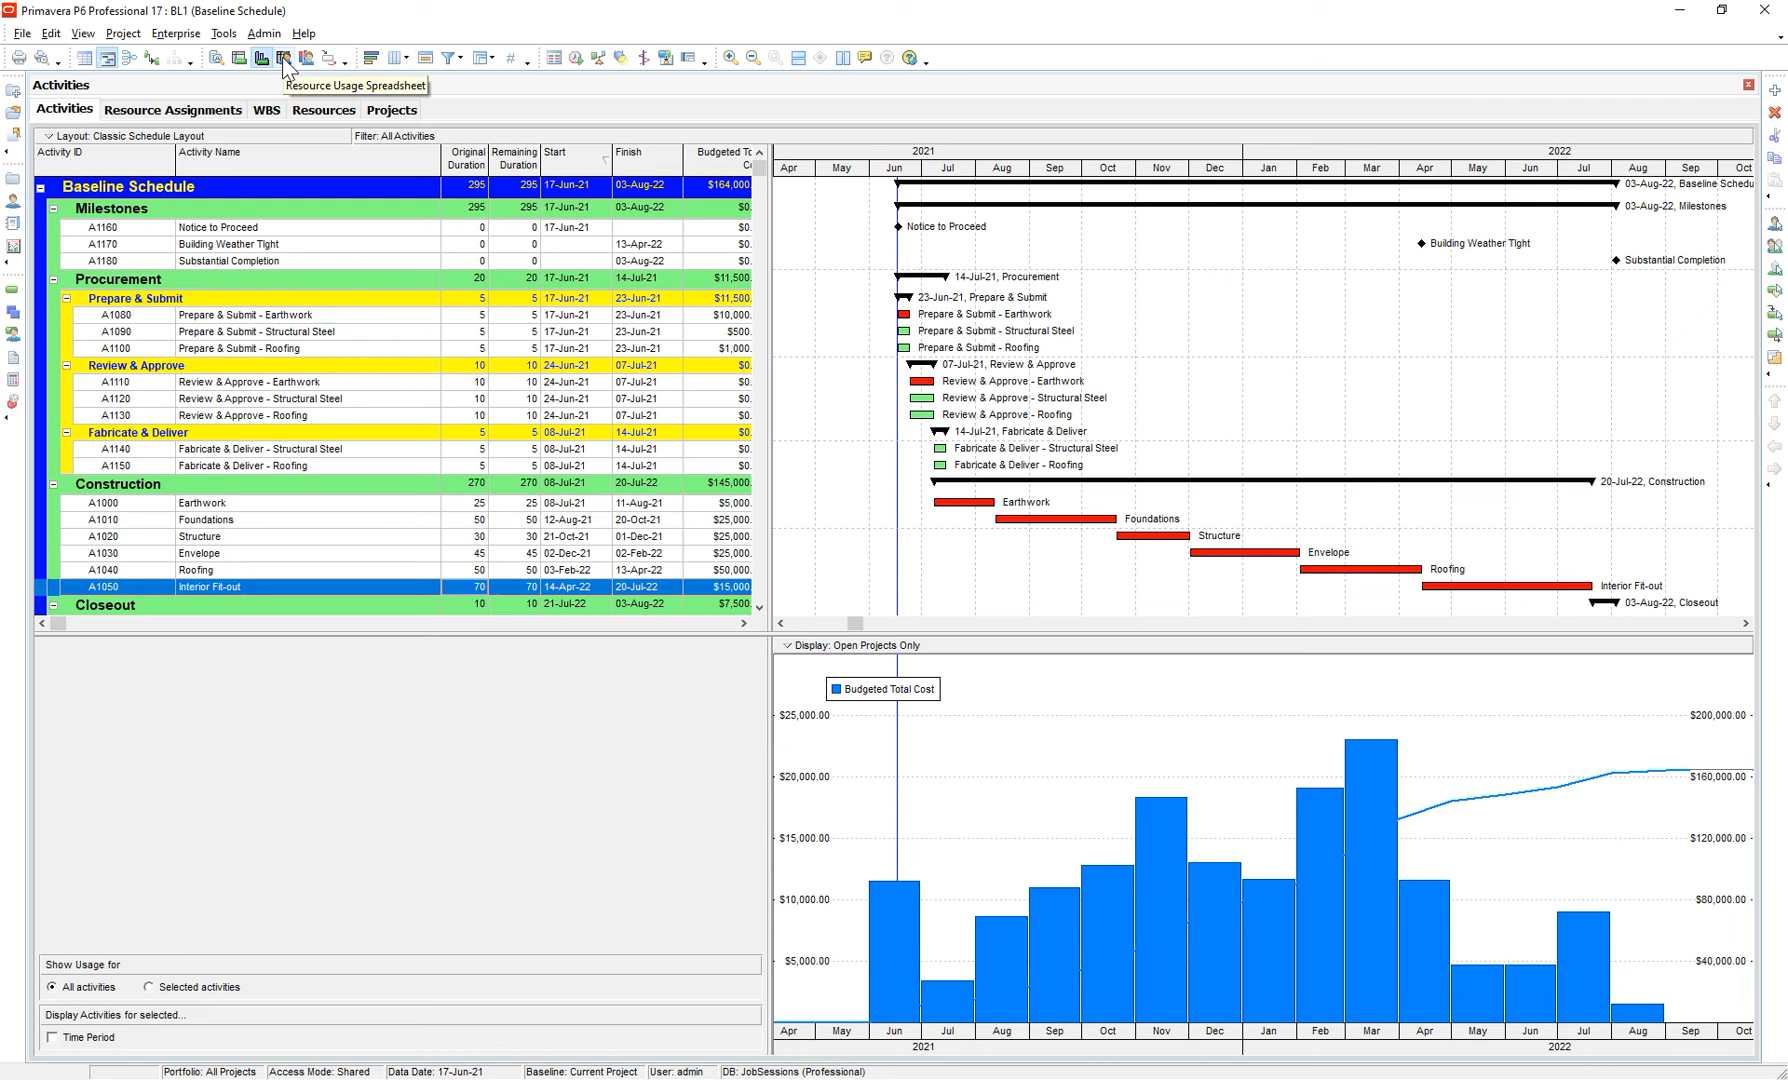 Primavera P6 Professional 17 : BL1 (Baseline Schedule)
File Edit View Project Enterprise Tools Admin Help
Resource Usage Spreadsheet
Activities
Activities Resource Assignments WBS Resources Projects
Layout: Classic Schedule Layout Filter: All Activities
Activity ID Activity Name Original Duration Remaining Duration Start Finish Budgeted To Co
Baseline Schedule 295 295 17-Jun-21 03-Aug-22 $164,000.
Milestones 295 295 17-Jun-21 03-Aug-22 $0.
A1160 Notice to Proceed 0 0 17-Jun-21 $0.
A1170 Building Weather TIght 0 0 13-Apr-22 $0.
A1180 Substantial Completion 0 0 03-Aug-22 $0.
Procurement 20 20 17-Jun-21 14-Jul-21 $11,500.
Prepare & Submit 5 5 17-Jun-21 23-Jun-21 $11,500.
A1080 Prepare & Submit - Earthwork 5 5 17-Jun-21 23-Jun-21 $10,000.
A1090 Prepare & Submit - Structural Steel 5 5 17-Jun-21 23-Jun-21 $500.
A1100 Prepare & Submit - Roofing 5 5 17-Jun-21 23-Jun-21 $1,000.
Review & Approve 10 10 24-Jun-21 07-Jul-21 $0.
A1110 Review & Approve - Earthwork 10 10 24-Jun-21 07-Jul-21 $0.
A1120 Review & Approve - Structural Steel 10 10 24-Jun-21 07-Jul-21 $0.
A1130 Review & Approve - Roofing 10 10 24-Jun-21 07-Jul-21 $0.
Fabricate & Deliver 5 5 08-Jul-21 14-Jul-21 $0.
A1140 Fabricate & Deliver - Structural Steel 5 5 08-Jul-21 14-Jul-21 $0.
A1150 Fabricate & Deliver - Roofing 5 5 08-Jul-21 14-Jul-21 $0.
Construction 270 270 08-Jul-21 20-Jul-22 $145,000.
A1000 Earthwork 25 25 08-Jul-21 11-Aug-21 $5,000.
A1010 Foundations 50 50 12-Aug-21 20-Oct-21 $25,000.
A1020 Structure 30 30 21-Oct-21 01-Dec-21 $25,000.
A1030 Envelope 45 45 02-Dec-21 02-Feb-22 $25,000.
A1040 Roofing 50 50 03-Feb-22 13-Apr-22 $50,000.
A1050 Interior Fit-out 70 70 14-Apr-22 20-Jul-22 $15,000.
Closeout 10 10 21-Jul-22 03-Aug-22 $7,500.
2021 2022
Apr May Jun Jul Aug Sep Oct Nov Dec Jan Feb Mar Apr May Jun Jul Aug Sep Oct
03-Aug-22, Baseline Schedu
03-Aug-22, Milestones
Notice to Proceed
Building Weather TIght
Substantial Completion
14-Jul-21, Procurement
23-Jun-21, Prepare & Submit
Prepare & Submit - Earthwork
Prepare & Submit - Structural Steel
Prepare & Submit - Roofing
07-Jul-21, Review & Approve
Review & Approve - Earthwork
Review & Approve - Structural Steel
Review & Approve - Roofing
14-Jul-21, Fabricate & Deliver
Fabricate & Deliver - Structural Steel
Fabricate & Deliver - Roofing
20-Jul-22, Construction
Earthwork
Foundations
Structure
Envelope
Roofing
Interior Fit-out
03-Aug-22, Closeout
Display: Open Projects Only
Budgeted Total Cost
$25,000.00 $200,000.00
$20,000.00 $160,000.00
$15,000.00 $120,000.00
$10,000.00 $80,000.00
$5,000.00 $40,000.00
Apr May Jun Jul Aug Sep Oct Nov Dec Jan Feb Mar Apr May Jun Jul Aug Sep Oct
2021 2022
Show Usage for
All activities Selected activities
Display Activities for selected...
Time Period
Portfolio: All Projects Access Mode: Shared Data Date: 17-Jun-21 Baseline: Current Project User: admin DB: JobSessions (Professional)